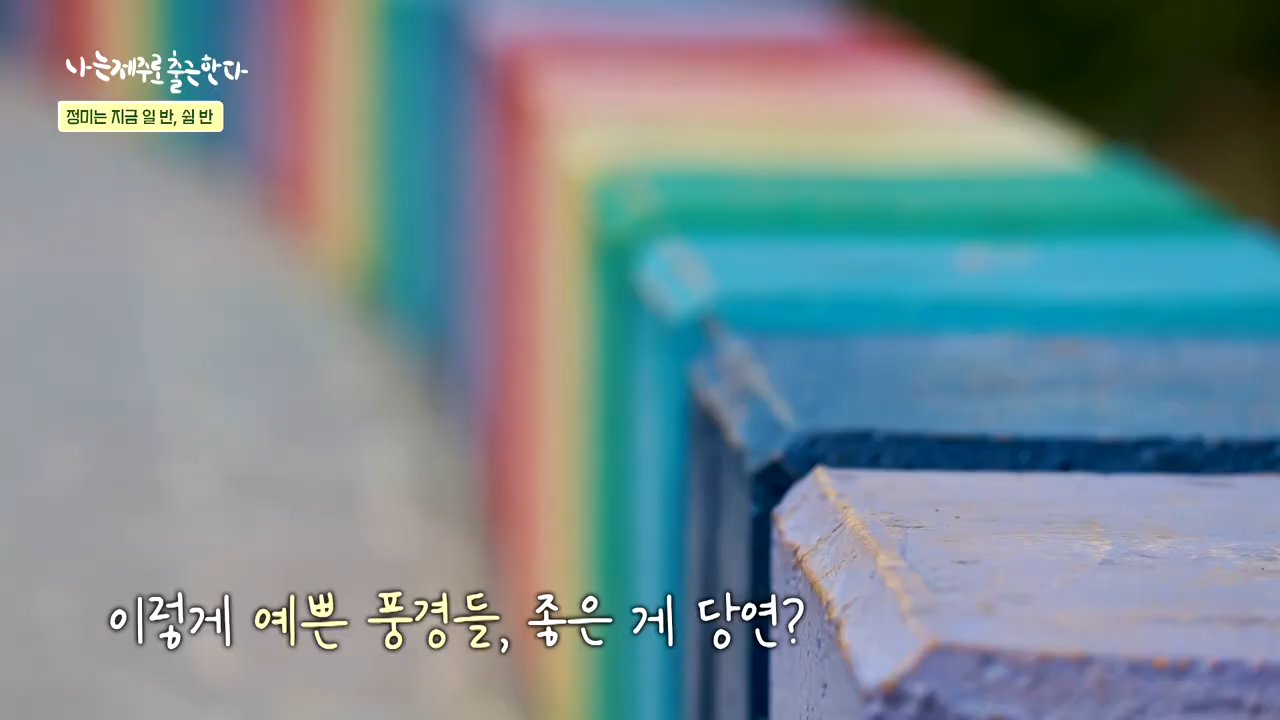 나는 제주로 출근한다
정미는 지금 일 반, 쉼 반
이렇게 예쁜 풍경들, 좋은 게 당연?